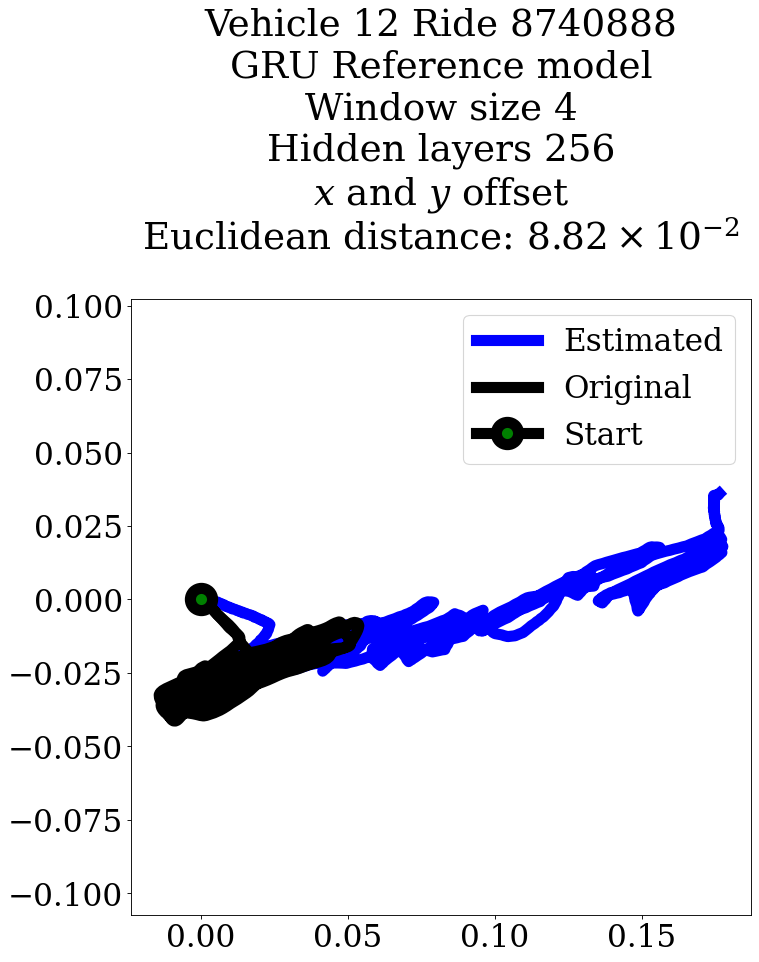 Vehicle 12 Ride 8740888
GRU Reference model
Window size 4
Hidden layers 256
x and y offset
Euclidean distance: 8.82 × 10⁻²
Estimated
Original
Start
0.100
0.075
0.050
0.025
0.000
−0.025
−0.050
−0.075
−0.100
0.00 0.05 0.10 0.15